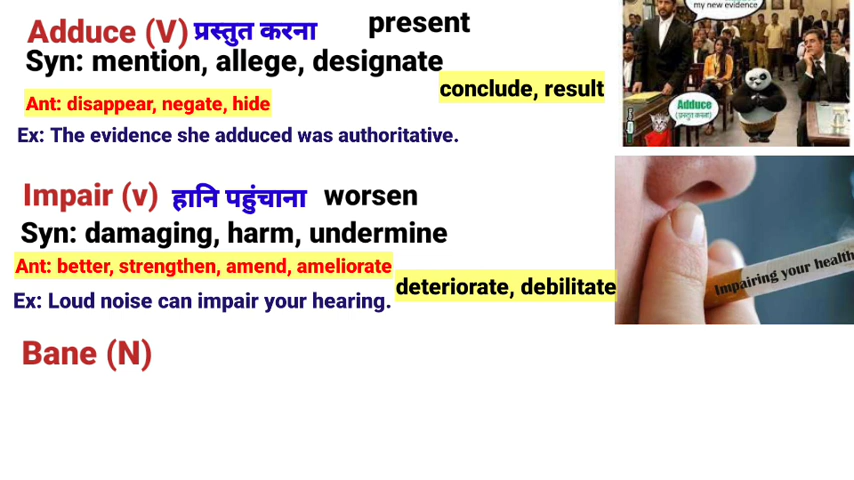 Adduce (V) प्रस्तुत करना present
Syn: mention, allege, designate
conclude, result
Ant: disappear, negate, hide
Ex: The evidence she adduced was authoritative.
my new evidence
Adduce
(प्रस्तुत करना)
Impair (v) हानि पहुंचाना worsen
Syn: damaging, harm, undermine
Ant: better, strengthen, amend, ameliorate
deteriorate, debilitate
Ex: Loud noise can impair your hearing.
Impairing your health
Bane (N)